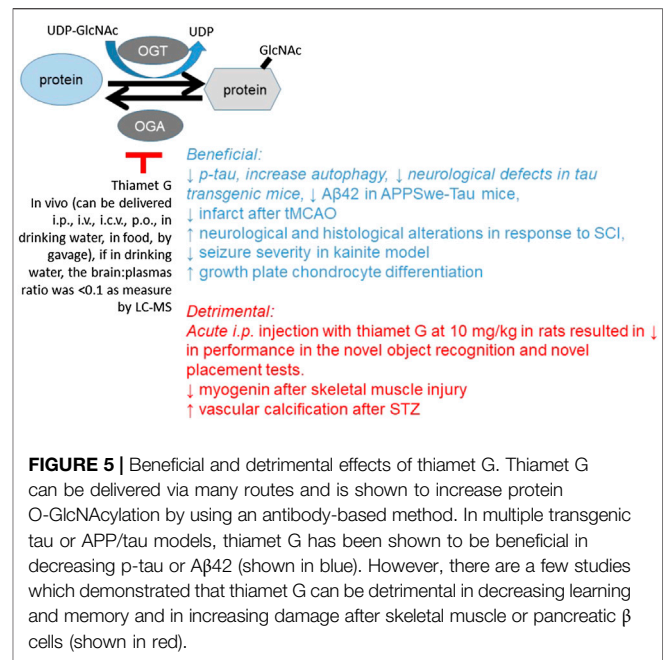 UDP-GlcNAc
UDP
OGT
GlcNAc
protein
protein
OGA
Thiamet G
In vivo (can be delivered
i.p., i.v., i.c.v., p.o., in
drinking water, in food, by
gavage), if in drinking
water, the brain:plasmas
ratio was <0.1 as measure
by LC-MS
Beneficial:
↓ p-tau, increase autophagy, ↓ neurological defects in tau
transgenic mice, ↓ Aβ42 in APPSwe-Tau mice,
↓ infarct after tMCAO
↑ neurological and histological alterations in response to SCI,
↓ seizure severity in kainite model
↑ growth plate chondrocyte differentiation
Detrimental:
Acute i.p. injection with thiamet G at 10 mg/kg in rats resulted in ↓
in performance in the novel object recognition and novel
placement tests.
↓ myogenin after skeletal muscle injury
↑ vascular calcification after STZ
FIGURE 5 | Beneficial and detrimental effects of thiamet G. Thiamet G
can be delivered via many routes and is shown to increase protein
O-GlcNAcylation by using an antibody-based method. In multiple transgenic
tau or APP/tau models, thiamet G has been shown to be beneficial in
decreasing p-tau or Aβ42 (shown in blue). However, there are a few studies
which demonstrated that thiamet G can be detrimental in decreasing learning
and memory and in increasing damage after skeletal muscle or pancreatic β
cells (shown in red).